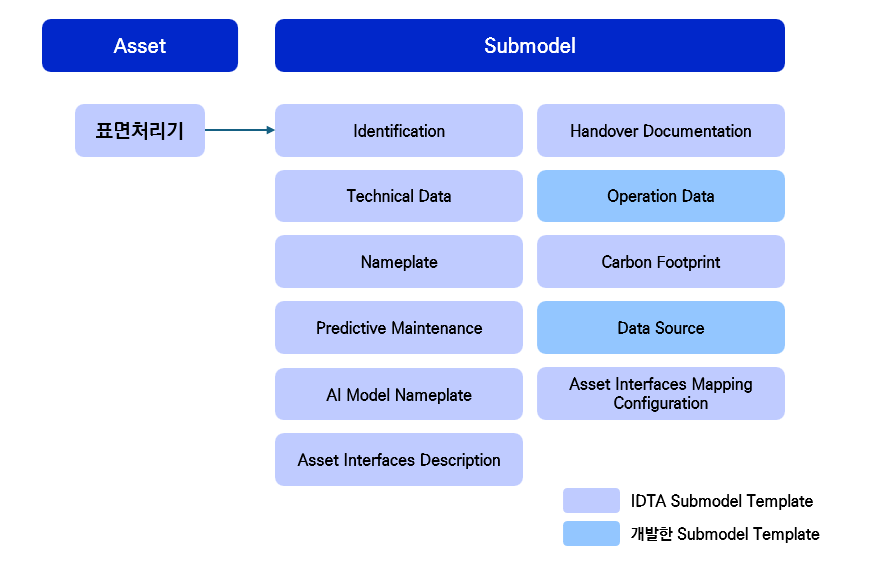 Asset
Submodel
표면처리기
Identification
Handover Documentation
Technical Data
Operation Data
Nameplate
Carbon Footprint
Predictive Maintenance
Data Source
AI Model Nameplate
Asset Interfaces Mapping
Configuration
Asset Interfaces Description
IDTA Submodel Template
개발한 Submodel Template